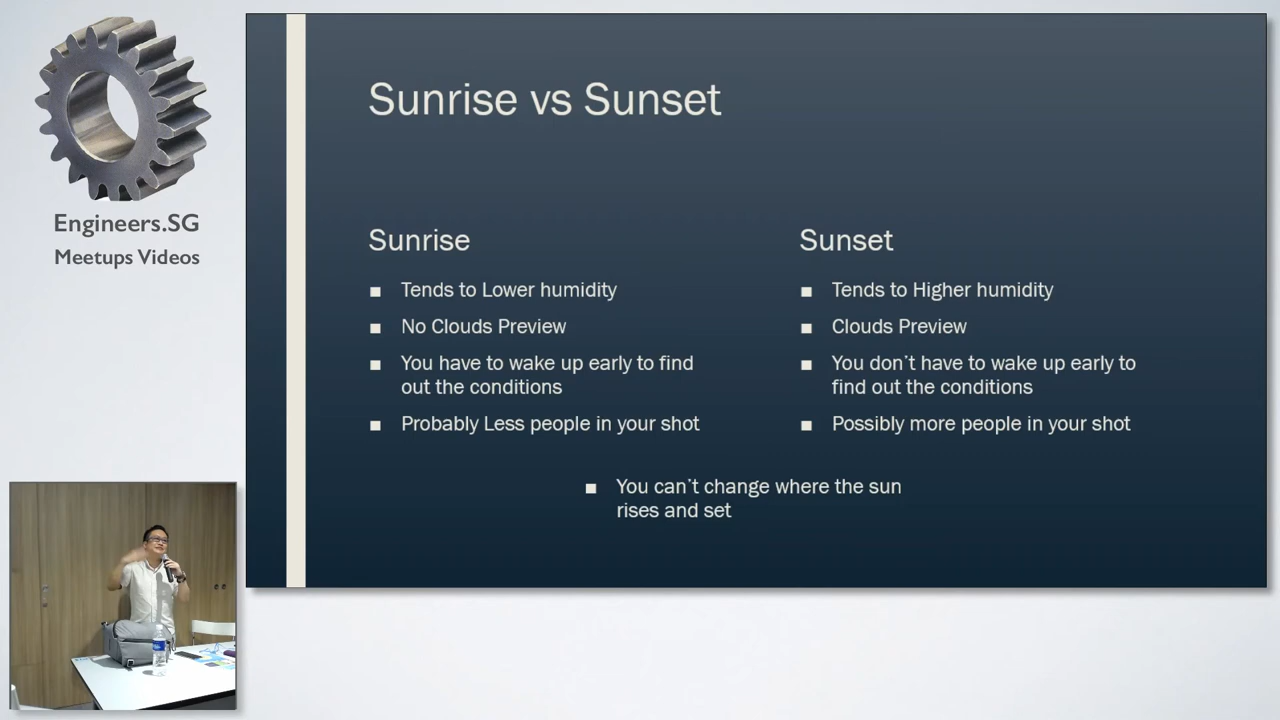 Engineers.SG
Meetups Videos
Sunrise vs Sunset
Sunrise
■ Tends to Lower humidity
■ No Clouds Preview
■ You have to wake up early to find
out the conditions
■ Probably Less people in your shot
Sunset
■ Tends to Higher humidity
■ Clouds Preview
■ You don't have to wake up early to
find out the conditions
■ Possibly more people in your shot
■ You can't change where the sun
rises and set